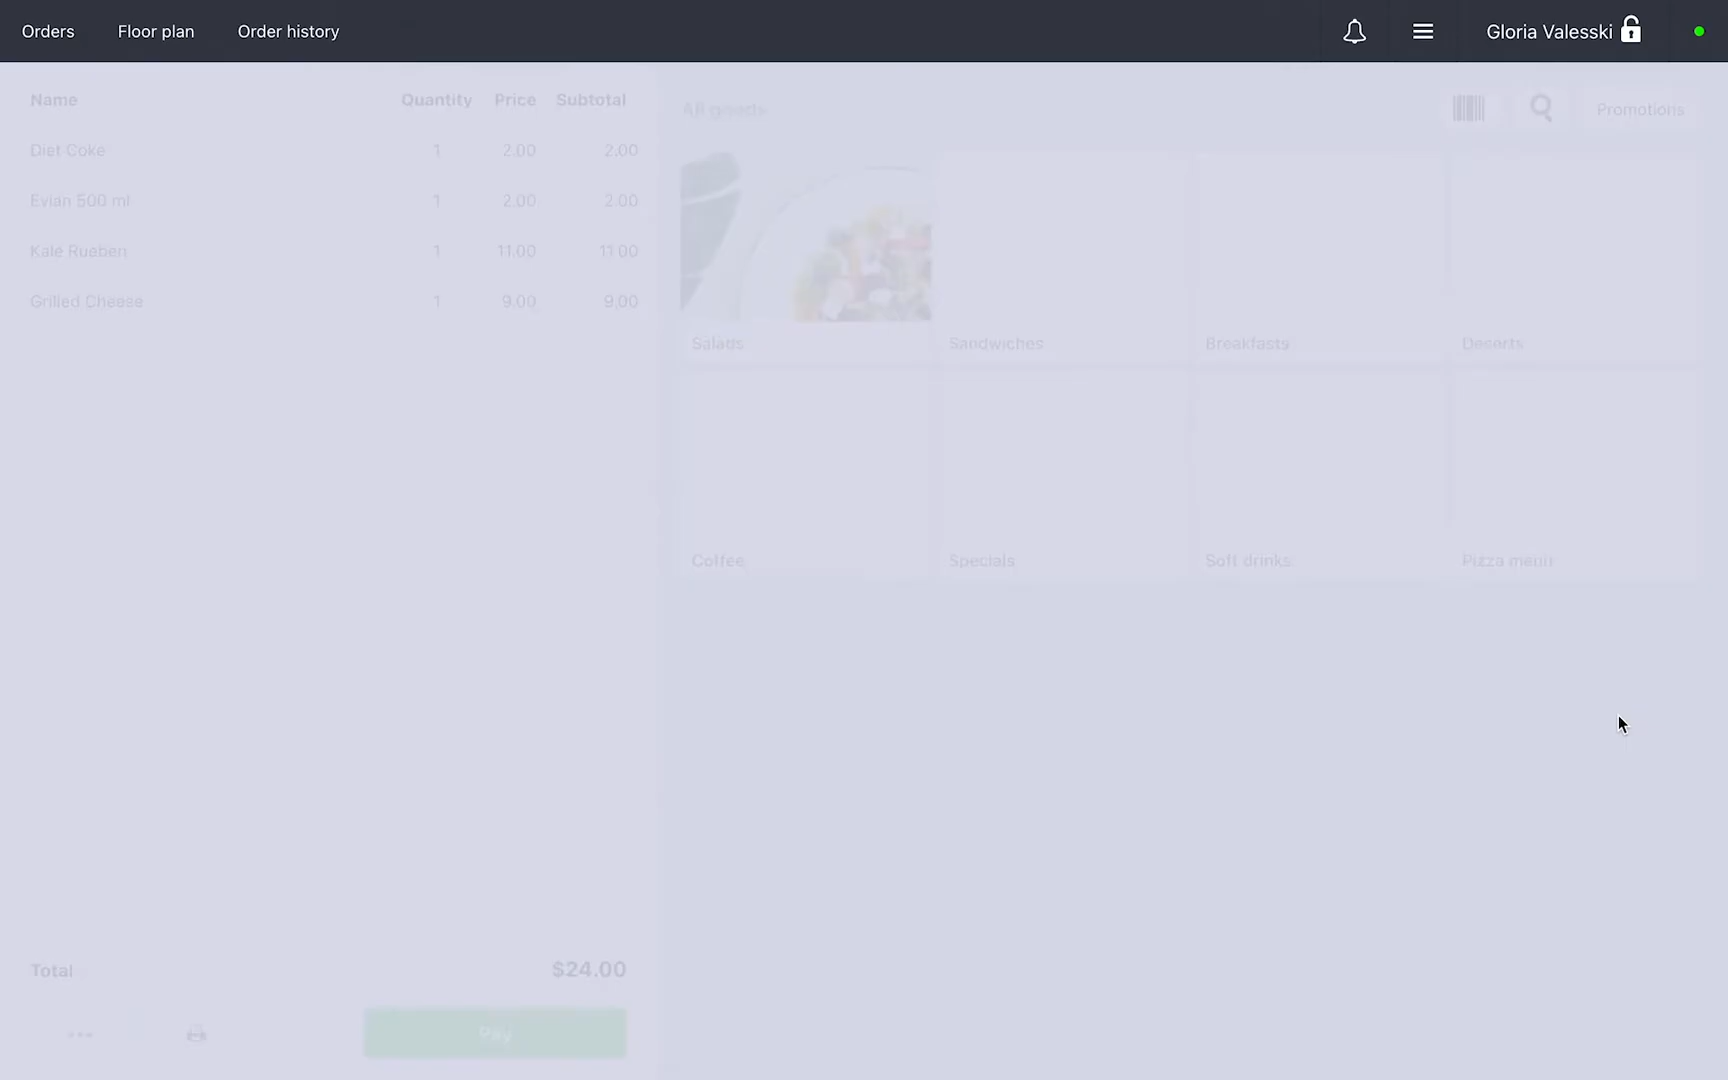 Orders Floor plan Order history Gloria Valesski
Name Quantity Price Subtotal
Diet Coke 1 2.00 2.00
Evian 500 ml 1 2.00 2.00
Kale Rueben 1 11.00 11.00
Grilled Cheese 1 9.00 9.00
Total $24.00
Pay
All goods Promotions
Salads Sandwiches Breakfasts Deserts
Coffee Specials Soft drinks Pizza menu